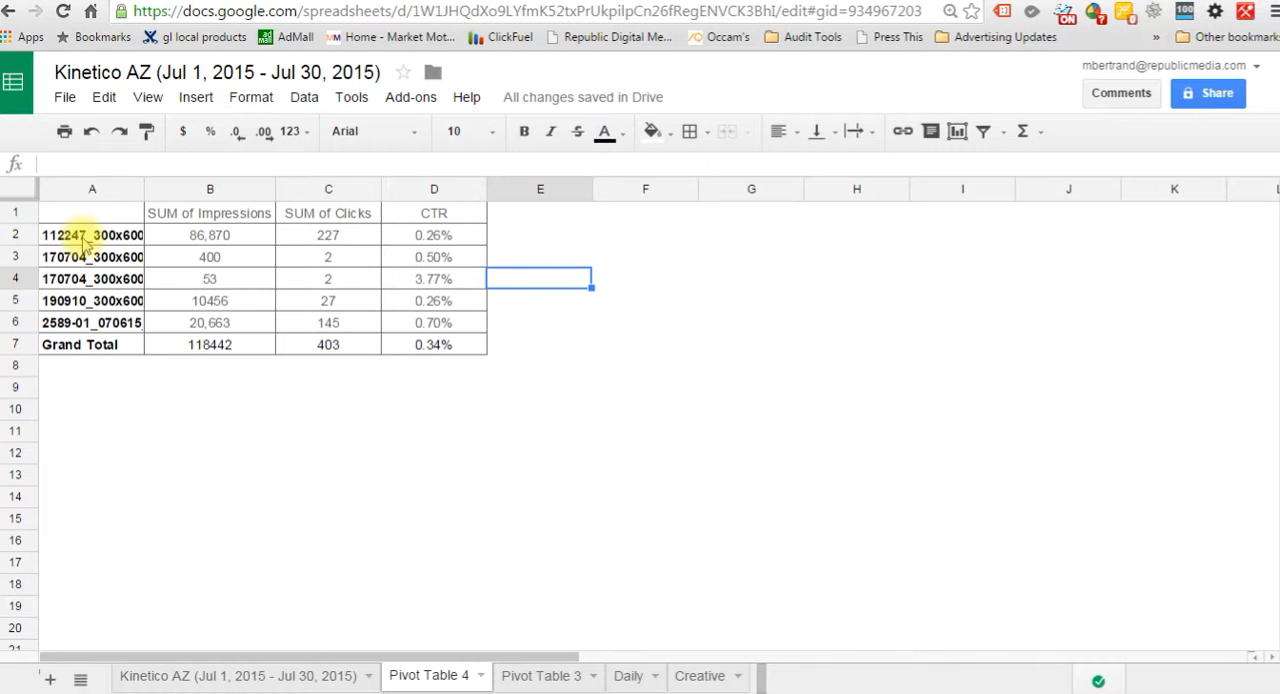 https://docs.google.com/spreadsheets/d/1W1JHQdXo9LYfmK52txPrUkpilpCn26fRegENVCK3BhI/edit#gid=934967203
Apps Bookmarks gl local products AdMall Home - Market Mot... ClickFuel Republic Digital Me... Occam's Audit Tools Press This Advertising Updates » Other bookmarks
Kinetico AZ (Jul 1, 2015 - Jul 30, 2015) mbertrand@republicmedia.com
File Edit View Insert Format Data Tools Add-ons Help All changes saved in Drive Comments Share
$ % .0 .00 123 Arial 10 B I S A Σ
fx
A B C D E F G H I J K L
1 SUM of Impressions SUM of Clicks CTR
2 112247_300x600 86,870 227 0.26%
3 170704_300x600 400 2 0.50%
4 170704_300x600 53 2 3.77%
5 190910_300x600 10456 27 0.26%
6 2589-01_070615_ 20,663 145 0.70%
7 Grand Total 118442 403 0.34%
8
9
10
11
12
13
14
15
16
17
18
19
20
21
+ Kinetico AZ (Jul 1, 2015 - Jul 30, 2015) Pivot Table 4 Pivot Table 3 Daily Creative